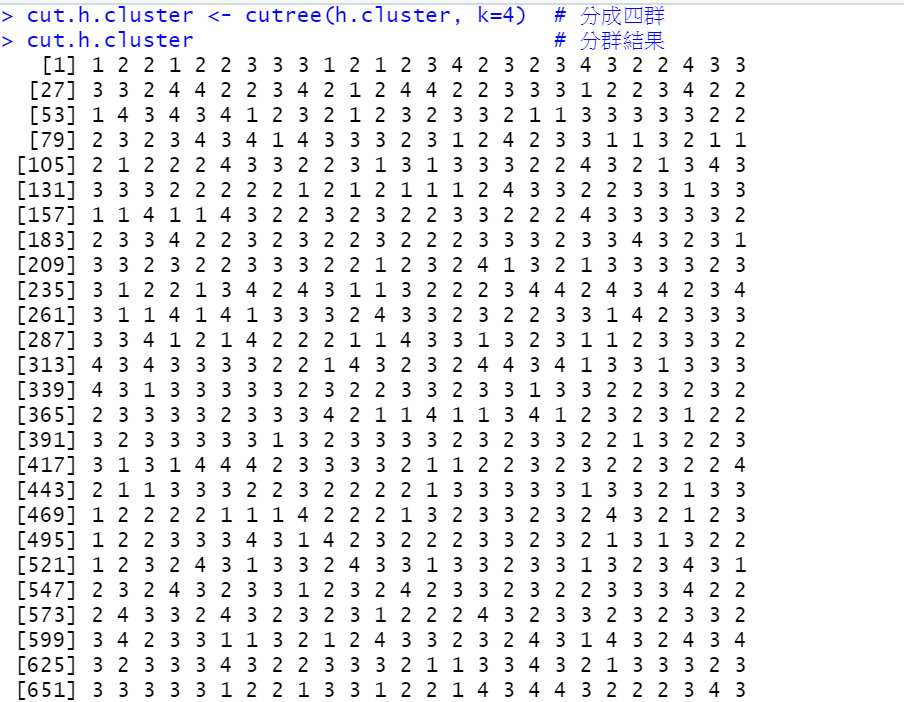 > cut.h.cluster <- cutree(h.cluster, k=4)  # 分成四群
> cut.h.cluster                            # 分群結果
  [1] 1 2 2 1 2 2 3 3 3 1 2 1 2 3 4 2 3 2 3 4 3 2 2 4 3 3
 [27] 3 3 2 4 4 2 2 3 4 2 1 2 4 4 2 2 3 3 3 1 2 2 3 4 2 2
 [53] 1 4 3 4 3 4 1 2 3 2 1 2 3 2 3 3 2 1 1 3 3 3 3 3 2 2
 [79] 2 3 2 3 4 3 4 1 4 3 3 3 2 3 1 2 4 2 3 3 1 1 3 2 1 1
[105] 2 1 2 2 2 4 3 3 2 2 3 1 3 1 3 3 3 2 2 4 3 2 1 3 4 3
[131] 3 3 3 2 2 2 2 2 1 2 1 2 1 1 1 2 4 3 3 2 2 3 3 1 3 3
[157] 1 1 4 1 1 4 3 2 2 3 2 3 2 2 3 3 2 2 2 4 3 3 3 3 3 2
[183] 2 3 3 4 2 2 3 2 3 2 2 3 2 2 2 3 3 3 2 3 3 4 3 2 3 1
[209] 3 3 2 3 2 2 3 3 3 2 2 1 2 3 2 4 1 3 2 1 3 3 3 3 2 3
[235] 3 1 2 2 1 3 4 2 4 3 1 1 3 2 2 2 3 4 4 2 4 3 4 2 3 4
[261] 3 1 1 4 1 4 1 3 3 3 2 4 3 3 2 3 2 2 3 3 1 4 2 3 3 3
[287] 3 3 4 1 2 1 4 2 2 2 1 1 4 3 3 1 3 2 3 1 1 2 3 3 3 2
[313] 4 3 4 3 3 3 3 2 2 1 4 3 2 3 2 4 4 3 4 1 3 3 1 3 3 3
[339] 4 3 1 3 3 3 3 3 2 3 2 2 3 3 2 3 3 1 3 3 2 2 3 2 3 2
[365] 2 3 3 3 3 2 3 3 3 4 2 1 1 4 1 1 3 4 1 2 3 2 3 1 2 2
[391] 3 2 3 3 3 3 3 1 3 2 3 3 3 3 2 3 2 3 3 2 2 1 3 2 2 3
[417] 3 1 3 1 4 4 4 2 3 3 3 3 2 1 1 2 2 3 2 3 2 2 3 2 2 4
[443] 2 1 1 3 3 3 2 2 3 2 2 2 2 1 3 3 3 3 3 1 3 3 2 1 3 3
[469] 1 2 2 2 2 1 1 1 4 2 2 2 1 3 2 3 3 2 3 2 4 3 2 1 2 3
[495] 1 2 2 3 3 3 4 3 1 4 2 3 2 2 2 3 3 2 3 2 1 3 1 3 2 2
[521] 1 2 3 2 4 3 1 3 3 2 4 3 3 1 3 3 2 3 3 1 3 2 3 4 3 1
[547] 2 3 2 4 3 2 3 3 1 2 3 2 4 2 3 3 2 3 2 2 3 3 3 4 2 2
[573] 2 4 3 3 2 4 3 2 3 2 3 1 2 2 2 4 3 2 3 3 2 3 2 3 3 2
[599] 3 4 2 3 3 1 1 3 2 1 2 4 3 3 2 3 2 4 3 1 4 3 2 4 3 4
[625] 3 2 3 3 3 4 3 2 2 3 3 3 2 1 1 3 3 4 3 2 1 3 3 3 2 3
[651] 3 3 3 3 3 1 2 2 1 3 3 1 2 2 1 4 3 4 4 3 2 2 2 3 4 3